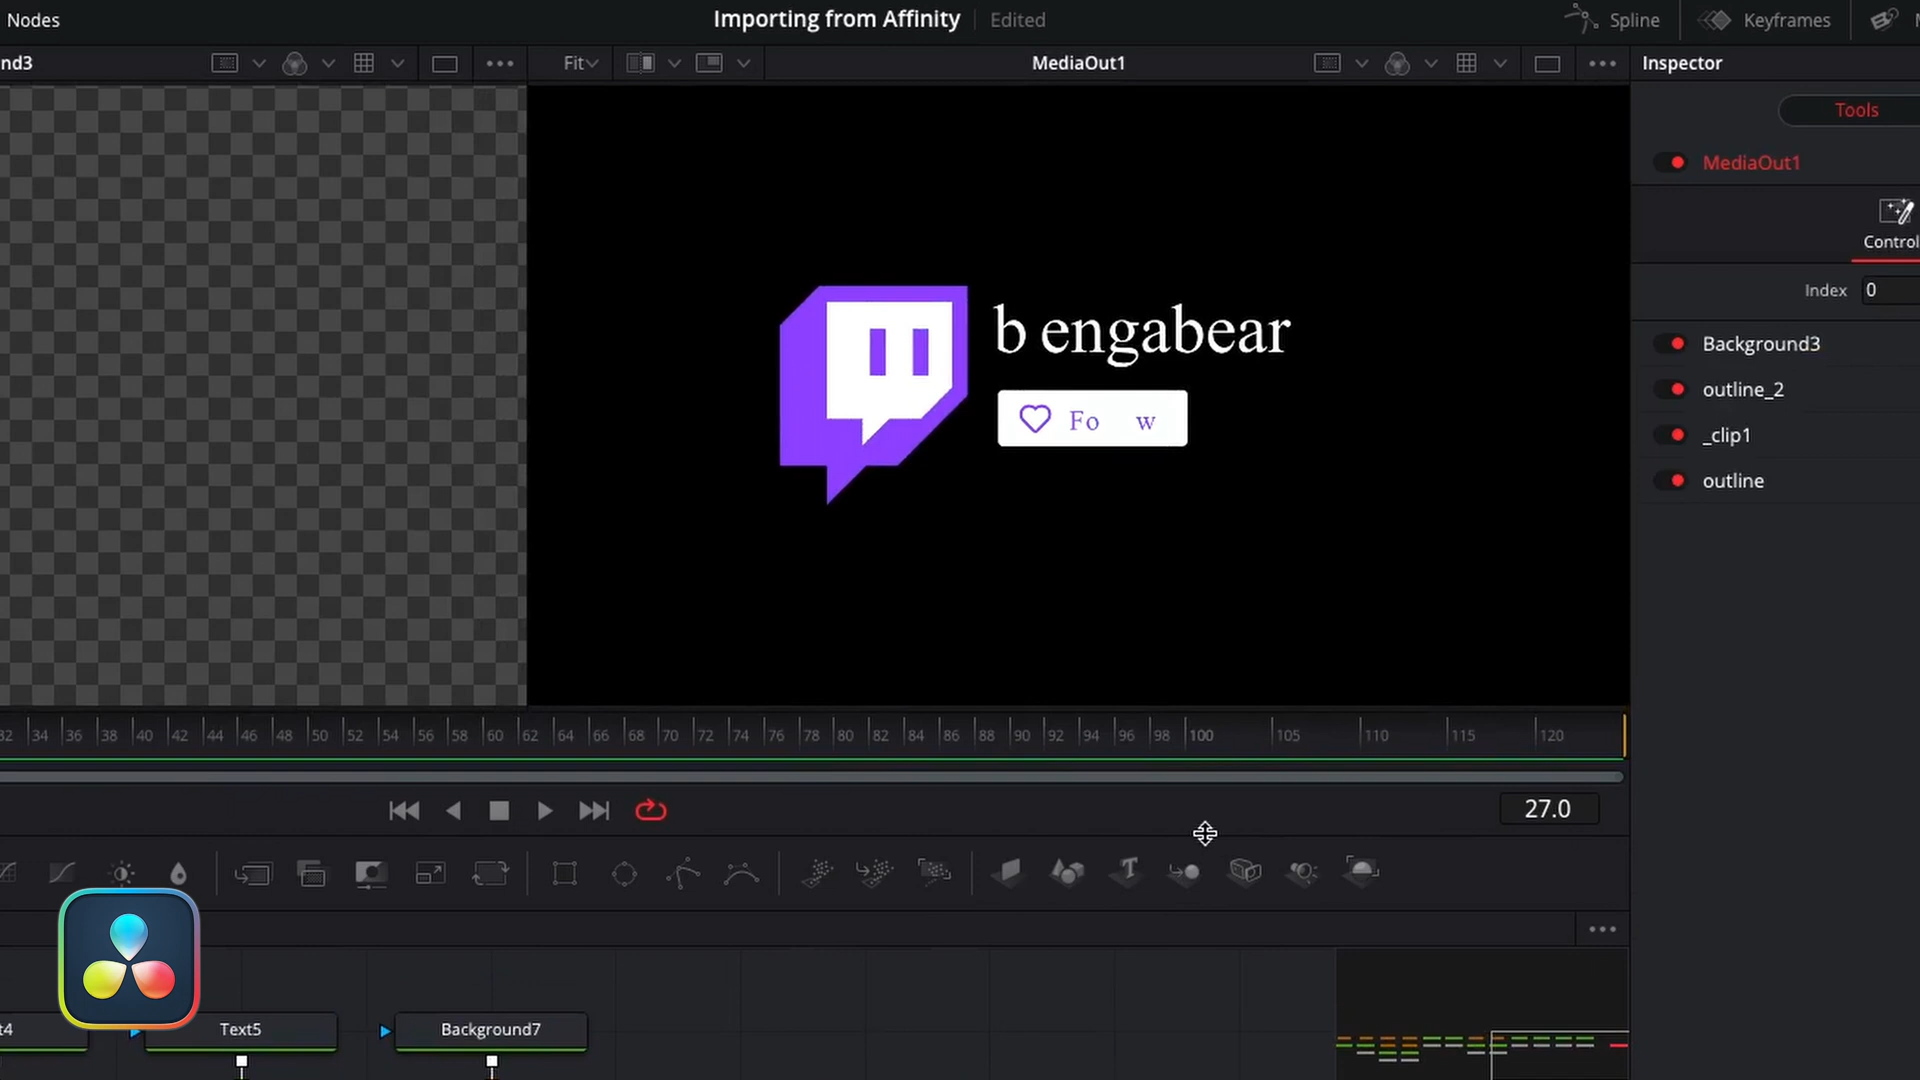 Nodes
Importing from Affinity
Edited
Spline
Keyframes
nd3
Fit
MediaOut1
Inspector
Tools
MediaOut1
Control
Index 0
Background3
outline_2
_clip1
outline
b engabear
Fo w
32 34 36 38 40 42 44 46 48 50 52 54 56 58 60 62 64 66 68 70 72 74 76 78 80 82 84 86 88 90 92 94 96 98 100 105 110 115 120
27.0
t4
Text5
Background7